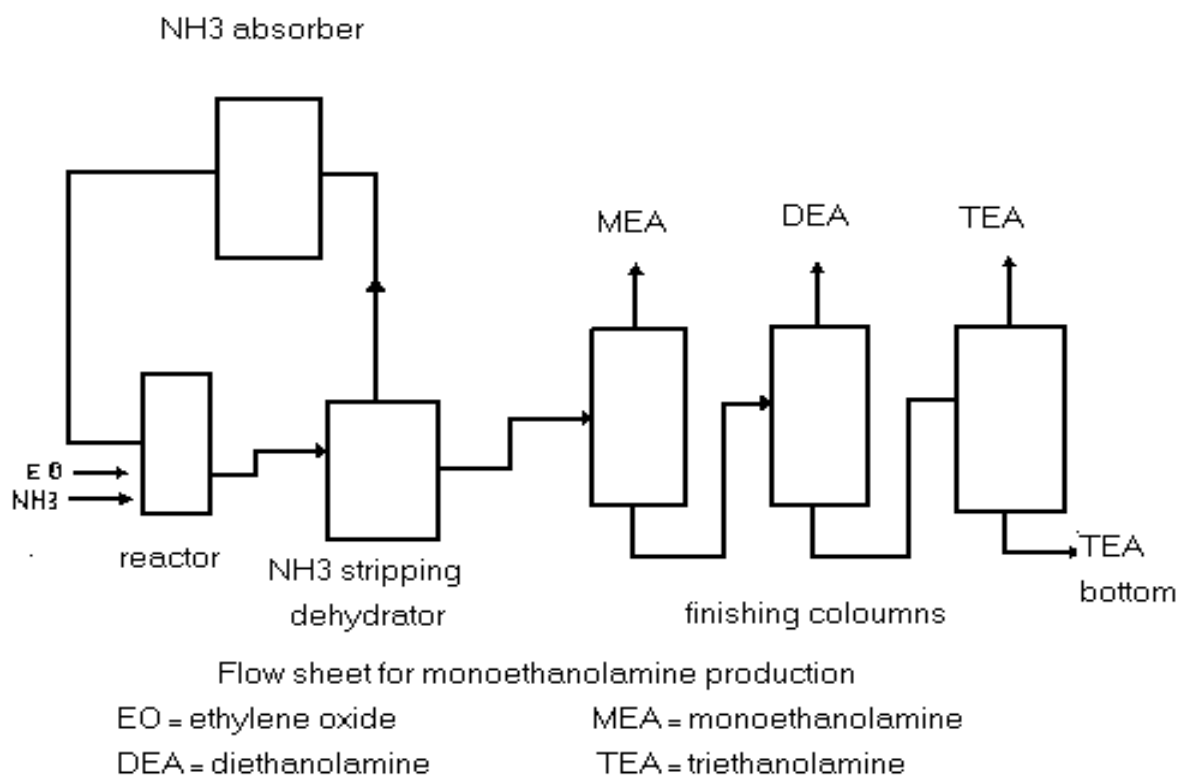 NH3 absorber
MEA
DEA
TEA
EO
NH3
reactor
NH3 stripping
dehydrator
finishing coloumns
TEA
bottom
Flow sheet for monoethanolamine production
EO = ethylene oxide
MEA = monoethanolamine
DEA = diethanolamine
TEA = triethanolamine